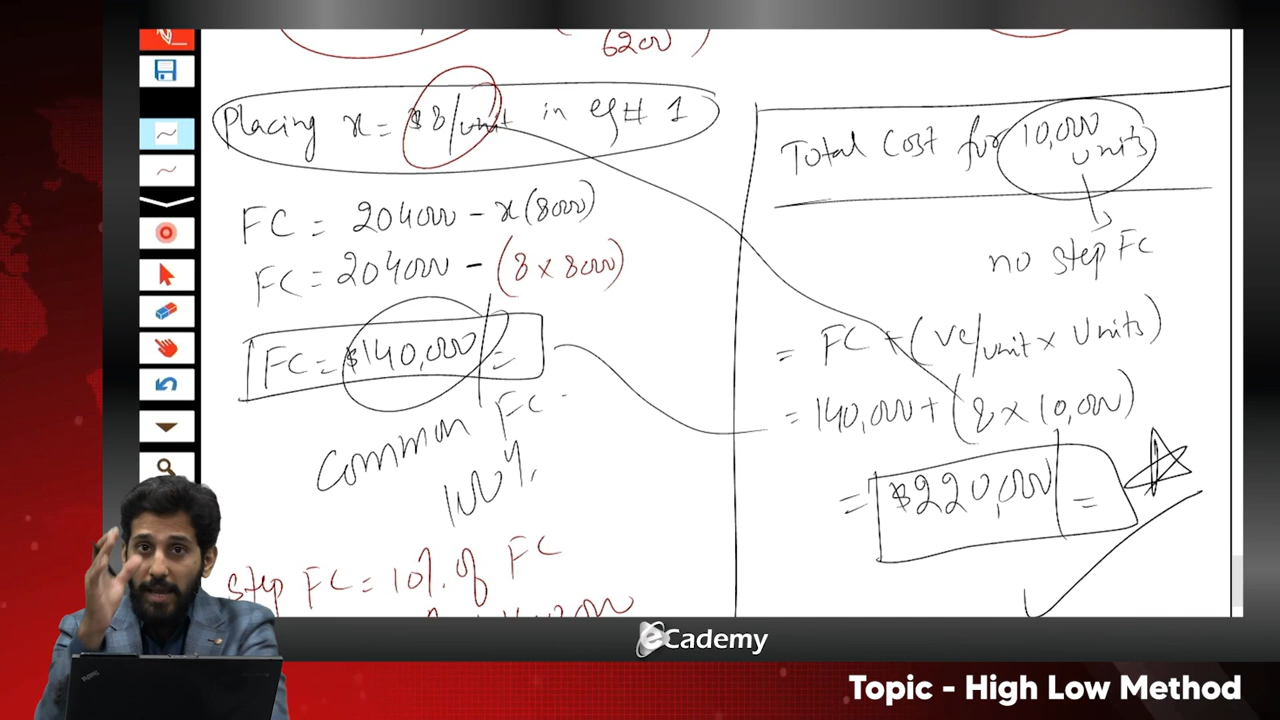 6200
Placing x = $8/unit in eq# 1
FC = 204000 - x(8000)
FC = 204000 - (8 x 8000)
FC = $140,000 =
Common FC
100%
Step FC = 10% of FC
Total Cost for 10,000 units
no step FC
= FC + (VC/unit x Units)
= 140,000 + (8 x 10,000)
= $220,000 =
eCademy
Topic - High Low Method